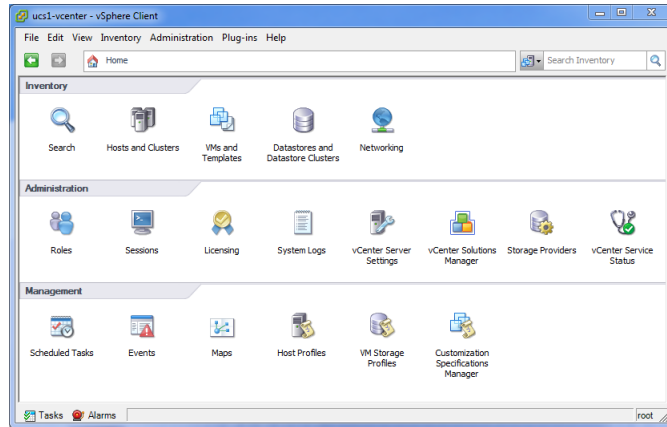 ucs1-vcenter - vSphere Client
File Edit View Inventory Administration Plug-ins Help
Home
Search Inventory
Inventory
Search
Hosts and Clusters
VMs and
Templates
Datastores and
Datastore Clusters
Networking
Administration
Roles
Sessions
Licensing
System Logs
vCenter Server
Settings
vCenter Solutions
Manager
Storage Providers
vCenter Service
Status
Management
Scheduled Tasks
Events
Maps
Host Profiles
VM Storage
Profiles
Customization
Specifications
Manager
Tasks
Alarms
root